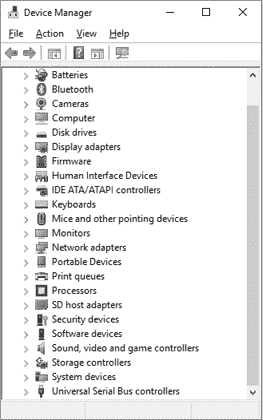 Device Manager
File Action View Help
Batteries
Bluetooth
Cameras
Computer
Disk drives
Display adapters
Firmware
Human Interface Devices
IDE ATA/ATAPI controllers
Keyboards
Mice and other pointing devices
Monitors
Network adapters
Portable Devices
Print queues
Processors
SD host adapters
Security devices
Software devices
Sound, video and game controllers
Storage controllers
System devices
Universal Serial Bus controllers